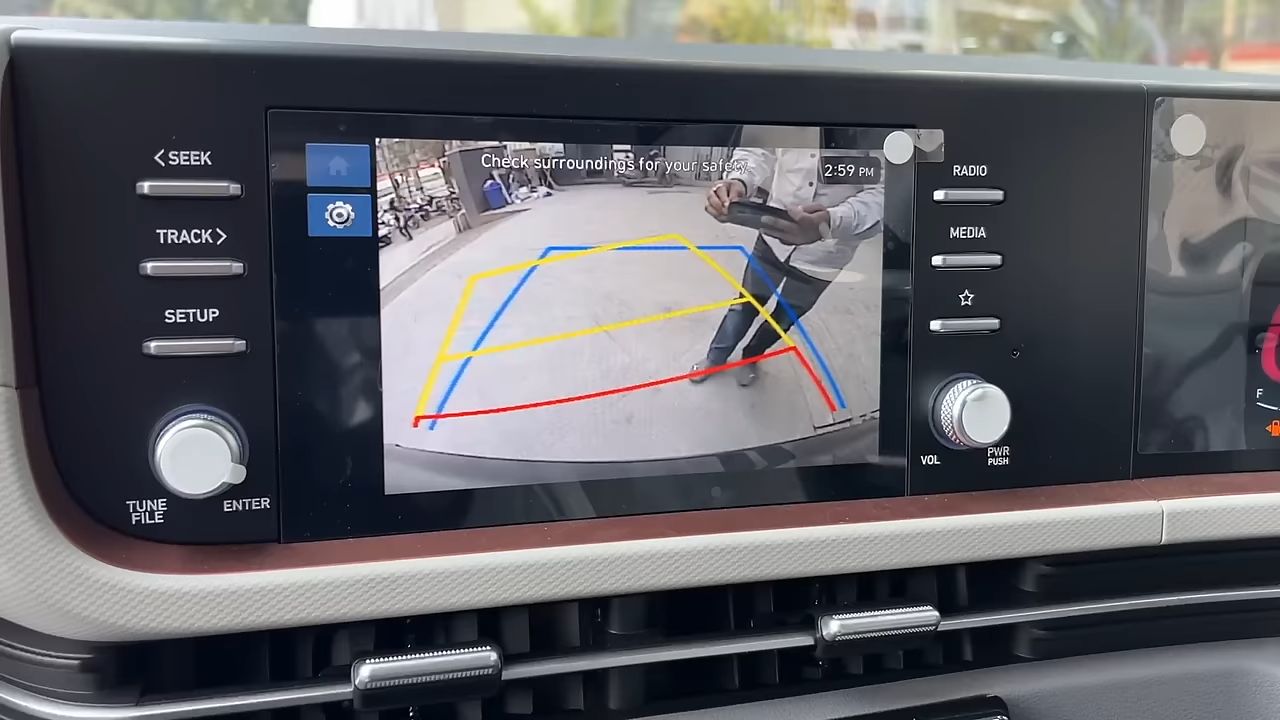 < SEEK
TRACK >
SETUP
TUNE
FILE
ENTER
Check surroundings for your safety
2:59 PM
RADIO
MEDIA
☆
VOL
PWR
PUSH
F